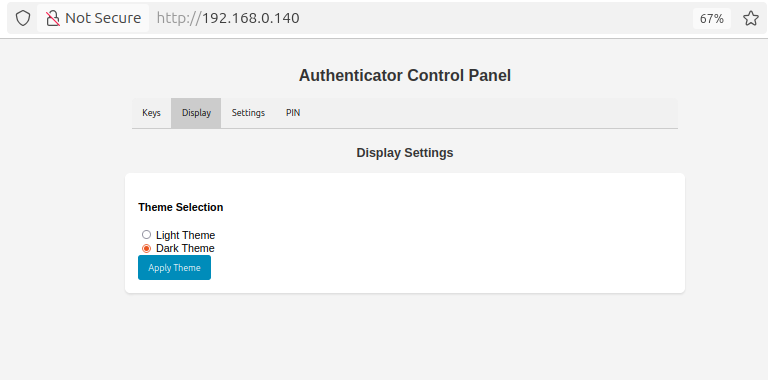 Not Secure http://192.168.0.140 67%
Authenticator Control Panel
Keys Display Settings PIN
Display Settings
Theme Selection
Light Theme
Dark Theme
Apply Theme